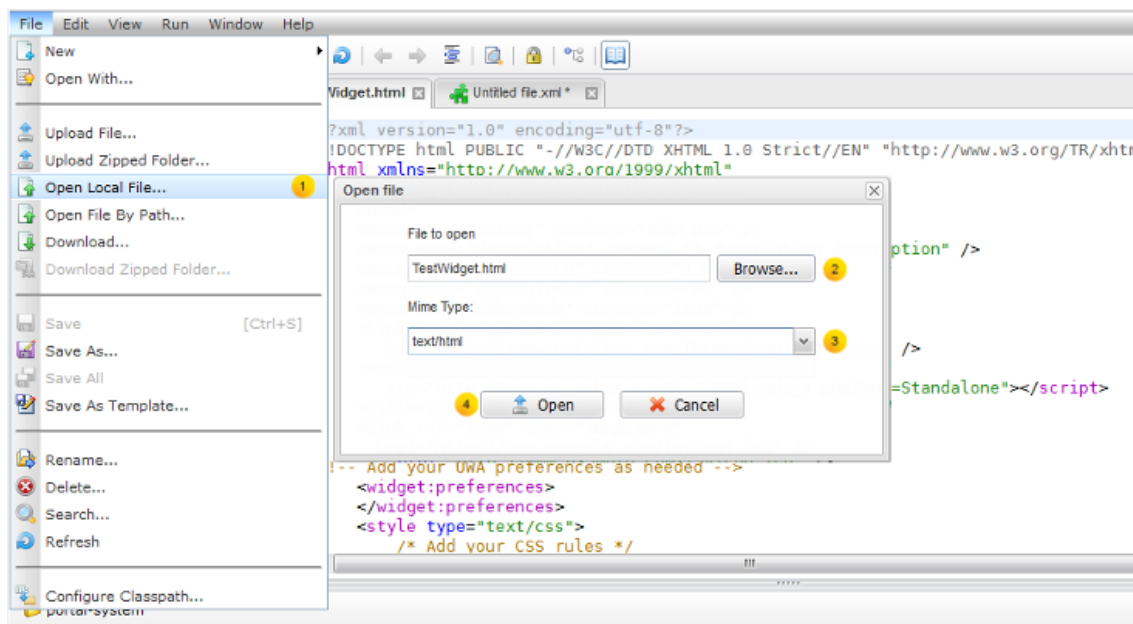 File Edit View Run Window Help
New
Open With...
Upload File...
Upload Zipped Folder...
Open Local File... 1
Open File By Path...
Download...
Download Zipped Folder...
Save [Ctrl+S]
Save As...
Save All
Save As Template...
Rename...
Delete...
Search...
Refresh
Configure Classpath...
portal-system
Widget.html Untitled file.xml *
?xml version="1.0" encoding="utf-8"?>
!DOCTYPE html PUBLIC "-//W3C//DTD XHTML 1.0 Strict//EN" "http://www.w3.org/TR/xhtm
html xmlns="http://www.w3.org/1999/xhtml"
Open file
File to open
TestWidget.html Browse... 2
Mime Type:
text/html 3
4 Open Cancel
ption" />
/>
=Standalone"></script>
!-- Add your UWA preferences as needed -->
<widget:preferences>
</widget:preferences>
<style type="text/css">
/* Add your CSS rules */